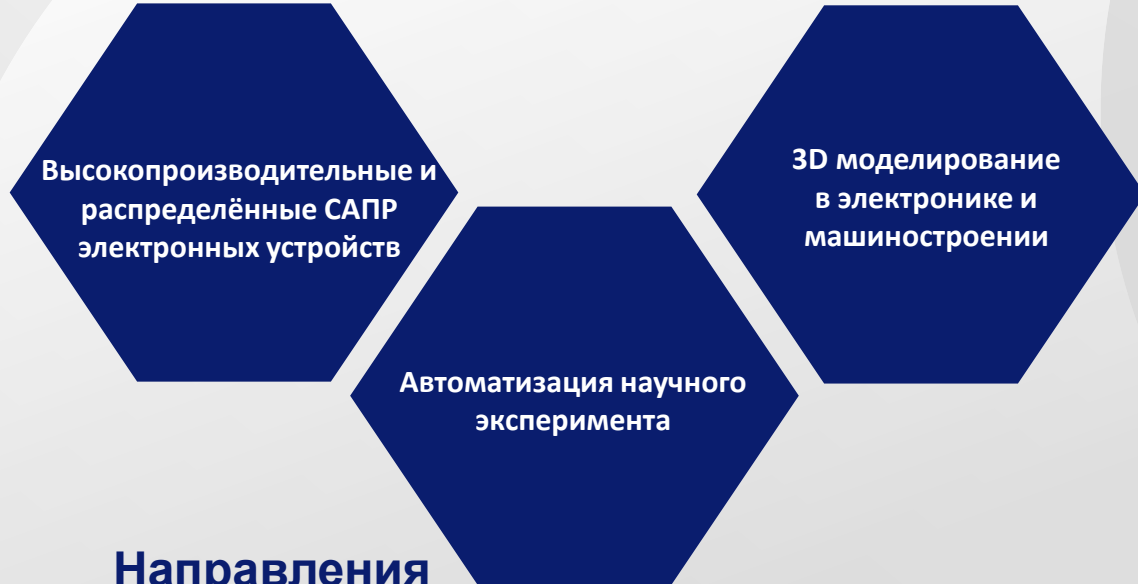 Высокопроизводительные и
распределённые САПР
электронных устройств
3D моделирование
в электронике и
машиностроении
Автоматизация научного
эксперимента
Направления